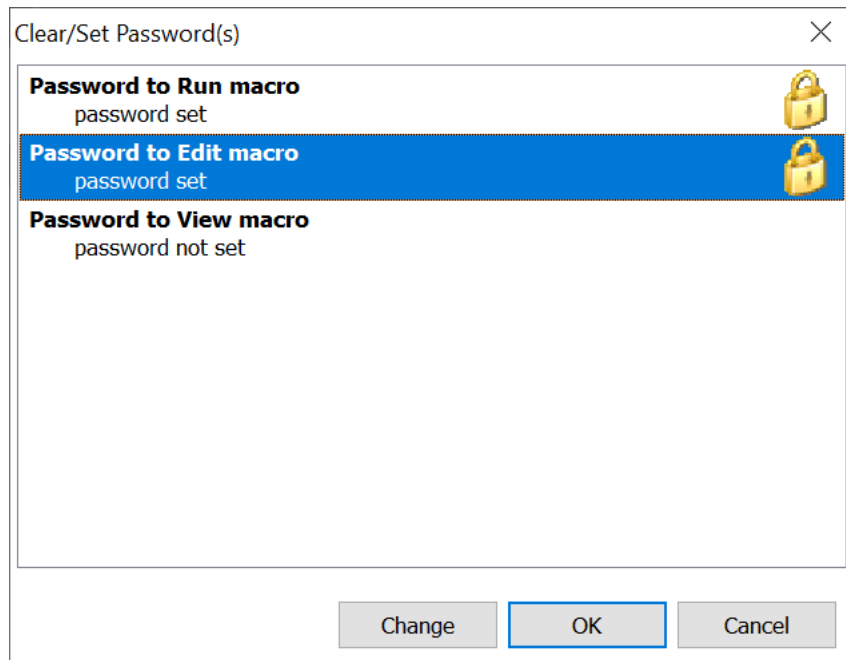 Clear/Set Password(s)
Password to Run macro
password set
Password to Edit macro
password set
Password to View macro
password not set
Change OK Cancel